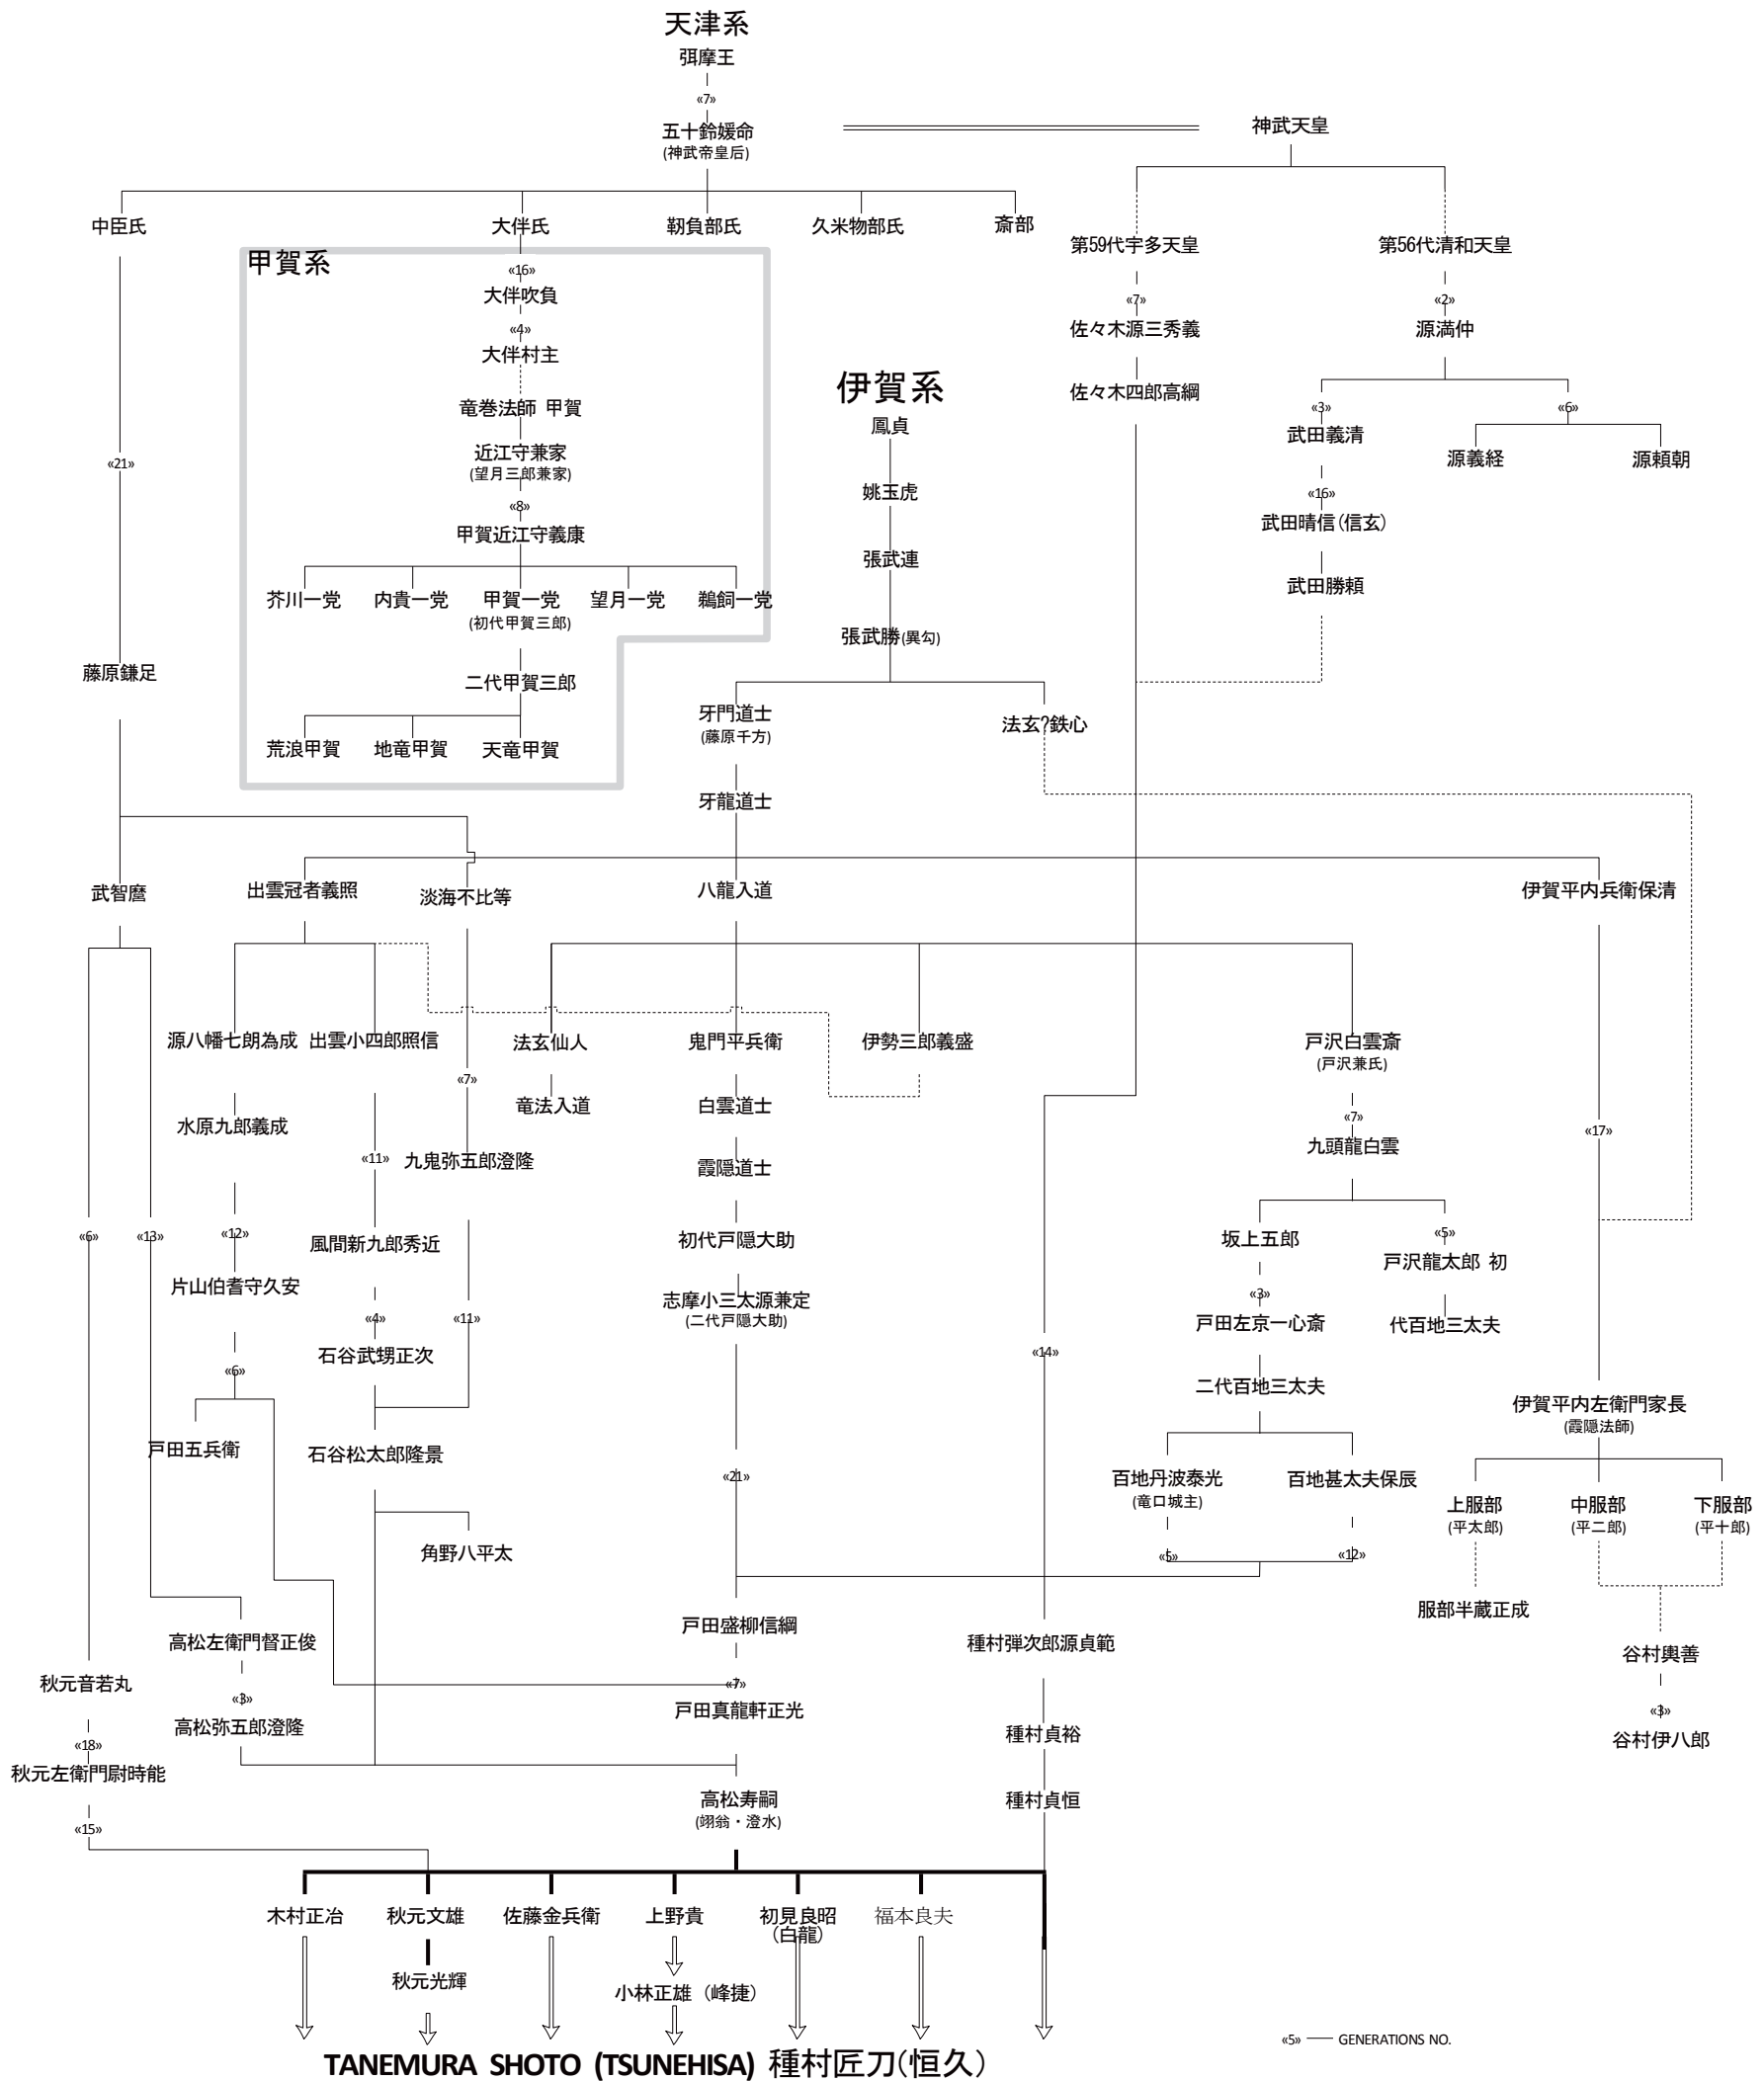 天津系
弭摩王
«7»
五十鈴媛命
(神武帝皇后)
神武天皇
中臣氏
大伴氏
靭負部氏
久米物部氏
斎部
第59代宇多天皇
第56代清和天皇
甲賀系
«16»
大伴吹負
«4»
大伴村主
竜巻法師 甲賀
近江守兼家
(望月三郎兼家)
«8»
甲賀近江守義康
芥川一党
内貴一党
甲賀一党
(初代甲賀三郎)
望月一党
鵜飼一党
二代甲賀三郎
荒浪甲賀
地竜甲賀
天竜甲賀
«7»
佐々木源三秀義
佐々木四郎高綱
«2»
源満仲
«3»
武田義清
«6»
源義経
源頼朝
«16»
武田晴信(信玄)
武田勝頼
伊賀系
鳳貞
姚玉虎
張武連
張武勝(異勾)
«21»
藤原鎌足
牙門道士
(藤原千方)
法玄?鉄心
牙龍道士
武智麿
出雲冠者義照
淡海不比等
八龍入道
伊賀平内兵衛保清
源八幡七朗為成
出雲小四郎照信
法玄仙人
鬼門平兵衛
伊勢三郎義盛
戸沢白雲斎
(戸沢兼氏)
«7»
竜法入道
白雲道士
«7»
水原九郎義成
«17»
九頭龍白雲
«11»
九鬼弥五郎澄隆
霞隠道士
«6»
«13»
«12»
風間新九郎秀近
初代戸隠大助
坂上五郎
«5»
戸沢龍太郎 初
片山伯耆守久安
志摩小三太源兼定
(二代戸隠大助)
«3»
«4»
«11»
戸田左京一心斎
代百地三太夫
石谷武甥正次
«14»
«6»
二代百地三太夫
伊賀平内左衛門家長
(霞隠法師)
戸田五兵衛
石谷松太郎隆景
«21»
百地丹波泰光
(竜口城主)
百地甚太夫保辰
上服部
(平太郎)
中服部
(平二郎)
下服部
(平十郎)
角野八平太
«5»
«12»
服部半蔵正成
戸田盛柳信綱
高松左衛門督正俊
種村弾次郎源貞範
谷村輿善
秋元音若丸
«3»
«7»
«3»
高松弥五郎澄隆
戸田真龍軒正光
種村貞裕
谷村伊八郎
«18»
秋元左衛門尉時能
高松寿嗣
(翊翁・澄水)
種村貞恒
«15»
木村正冶
秋元文雄
佐藤金兵衛
上野貴
初見良昭
(白龍)
福本良夫
秋元光輝
小林正雄 (峰捷)
«5» — GENERATIONS NO.
TANEMURA SHOTO (TSUNEHISA) 種村匠刀(恒久)